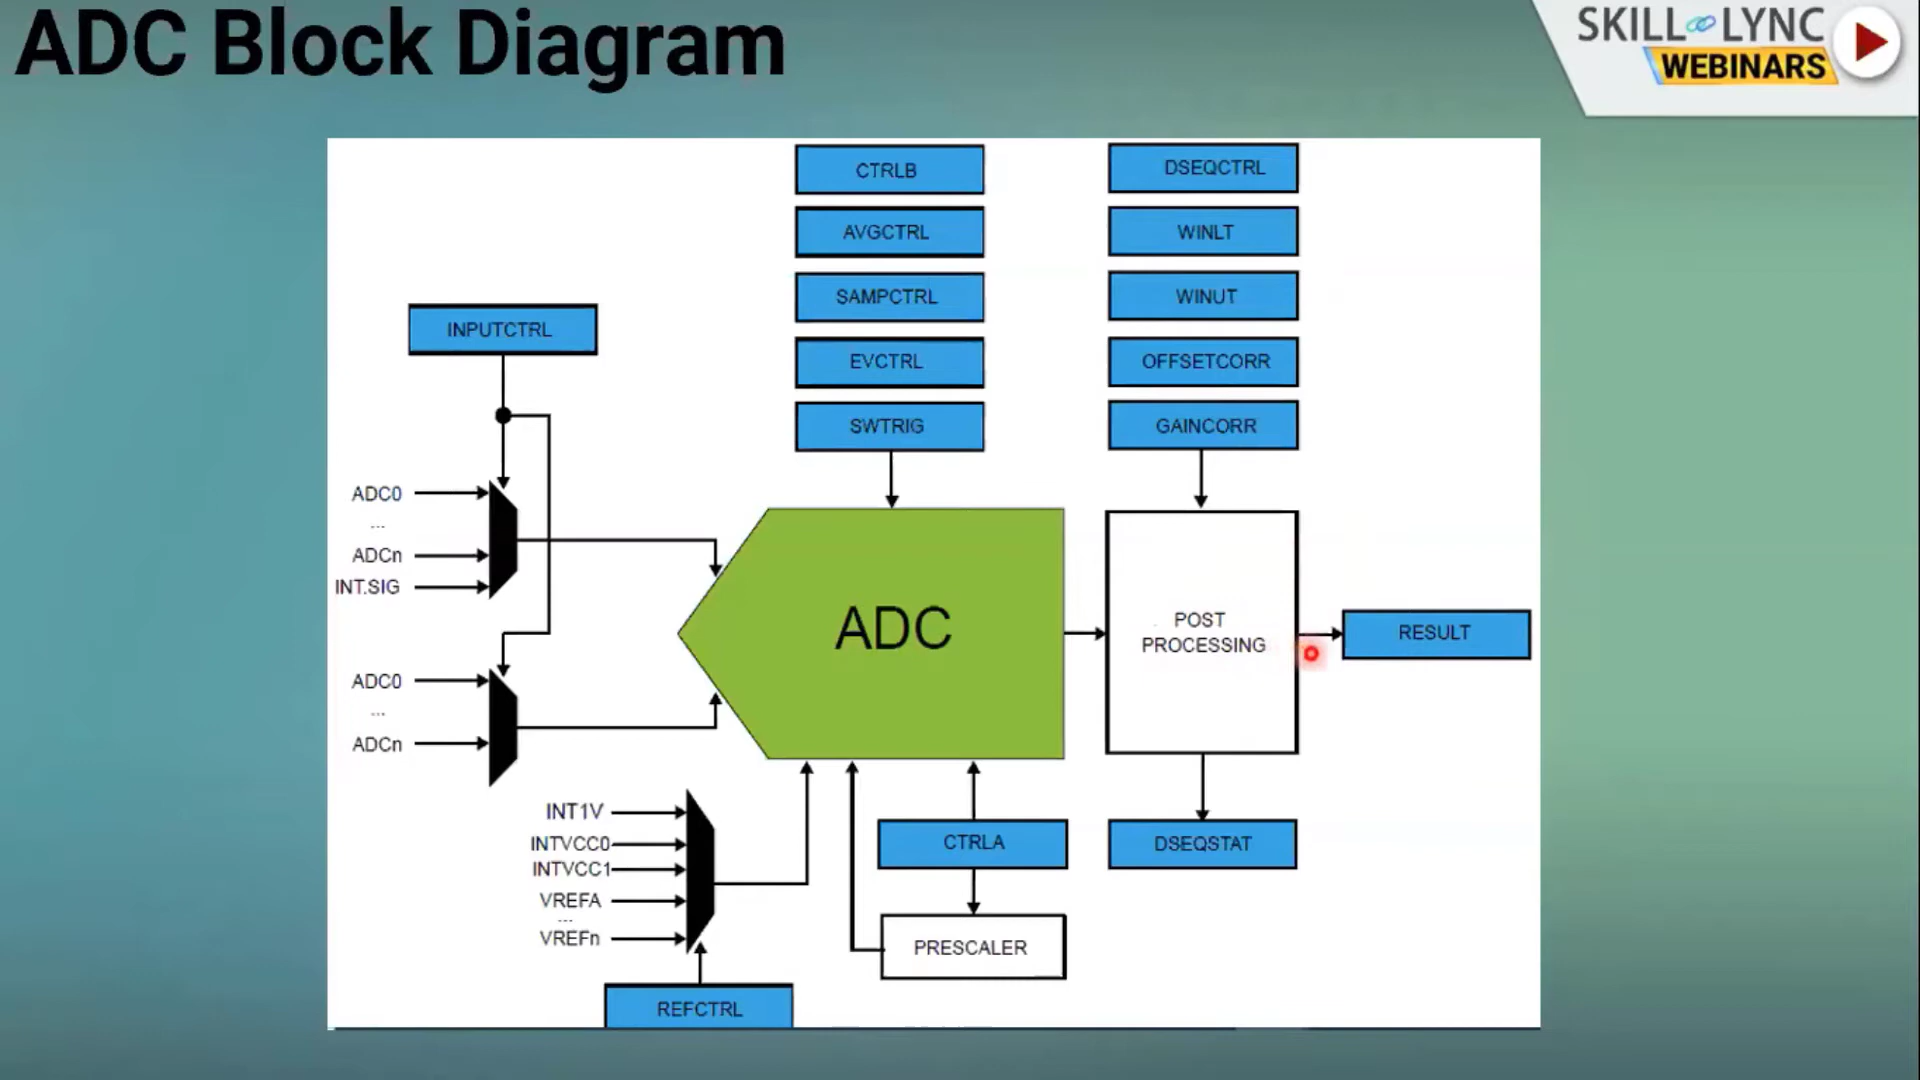 ADC Block Diagram
SKILL LYNC
WEBINARS
CTRLB
DSEQCTRL
AVGCTRL
WINLT
SAMPCTRL
WINUT
INPUTCTRL
EVCTRL
OFFSETCORR
SWTRIG
GAINCORR
ADC0
...
ADCn
INT.SIG
ADC
POST
PROCESSING
RESULT
ADC0
...
ADCn
INT1V
INTVCC0
INTVCC1
VREFA
...
VREFn
CTRLA
DSEQSTAT
PRESCALER
REFCTRL